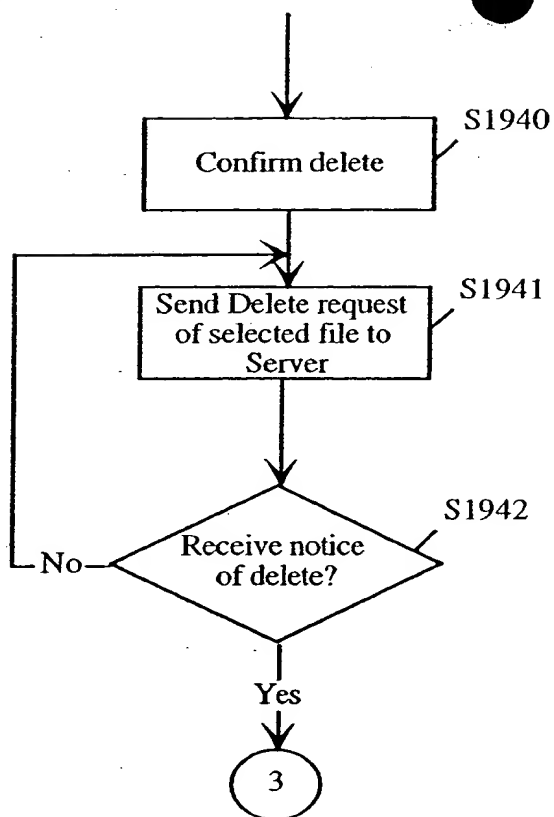 S1940
Confirm delete
S1941
Send Delete request
of selected file to
Server
S1942
Receive notice
of delete?
No
Yes
3